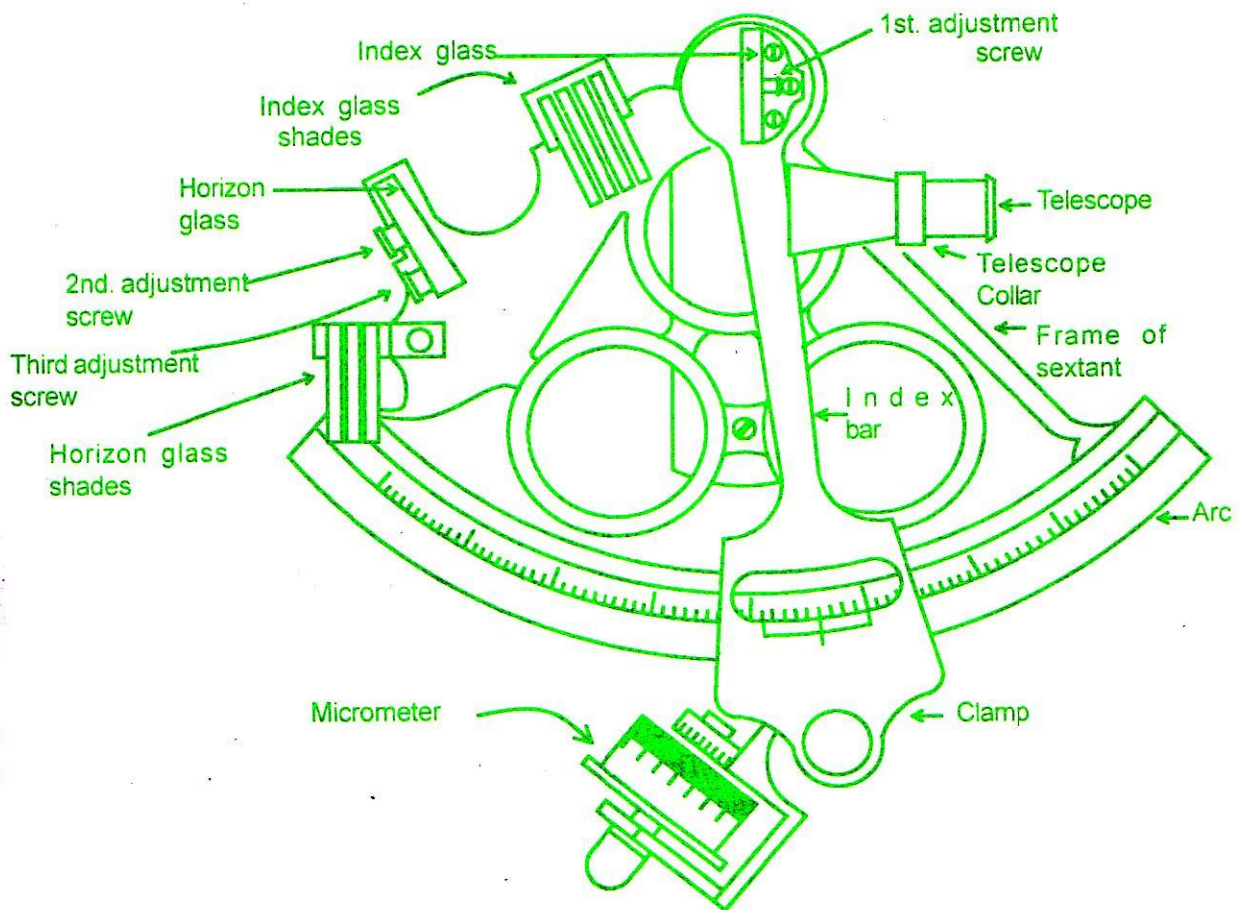 1st. adjustment
screw
Index glass
Index glass
shades
Horizon
glass
Telescope
2nd. adjustment
screw
Telescope
Collar
Third adjustment
screw
Frame of
sextant
Index
bar
Horizon glass
shades
Arc
Micrometer
Clamp